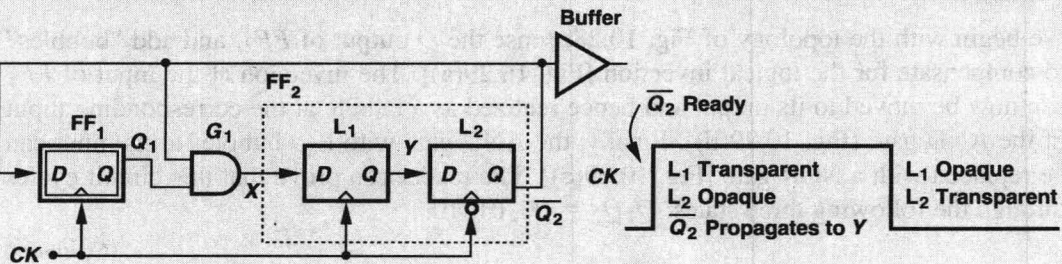 Buffer
FF2
FF1
Q1
G1
X
L1
Y
L2
D Q
D Q
D Q
Q2
CK
Q2 Ready
CK
L1 Transparent
L2 Opaque
Q2 Propagates to Y
L1 Opaque
L2 Transparent